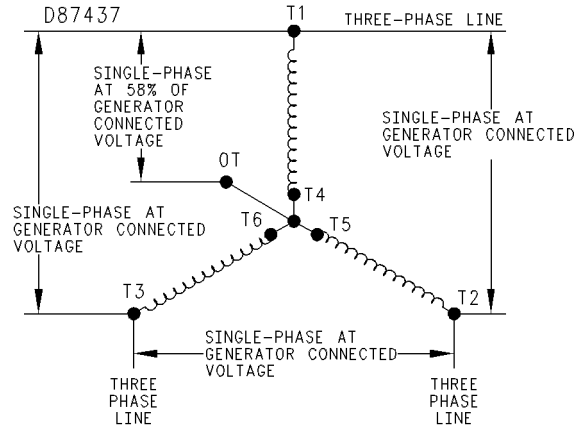 D87437
T1
THREE-PHASE LINE
SINGLE-PHASE
AT 58% OF
GENERATOR
CONNECTED
VOLTAGE
SINGLE-PHASE AT
GENERATOR CONNECTED
VOLTAGE
OT
T4
SINGLE-PHASE AT
GENERATOR CONNECTED
VOLTAGE
T6
T5
T3
T2
SINGLE-PHASE AT
GENERATOR CONNECTED
VOLTAGE
THREE
PHASE
LINE
THREE
PHASE
LINE